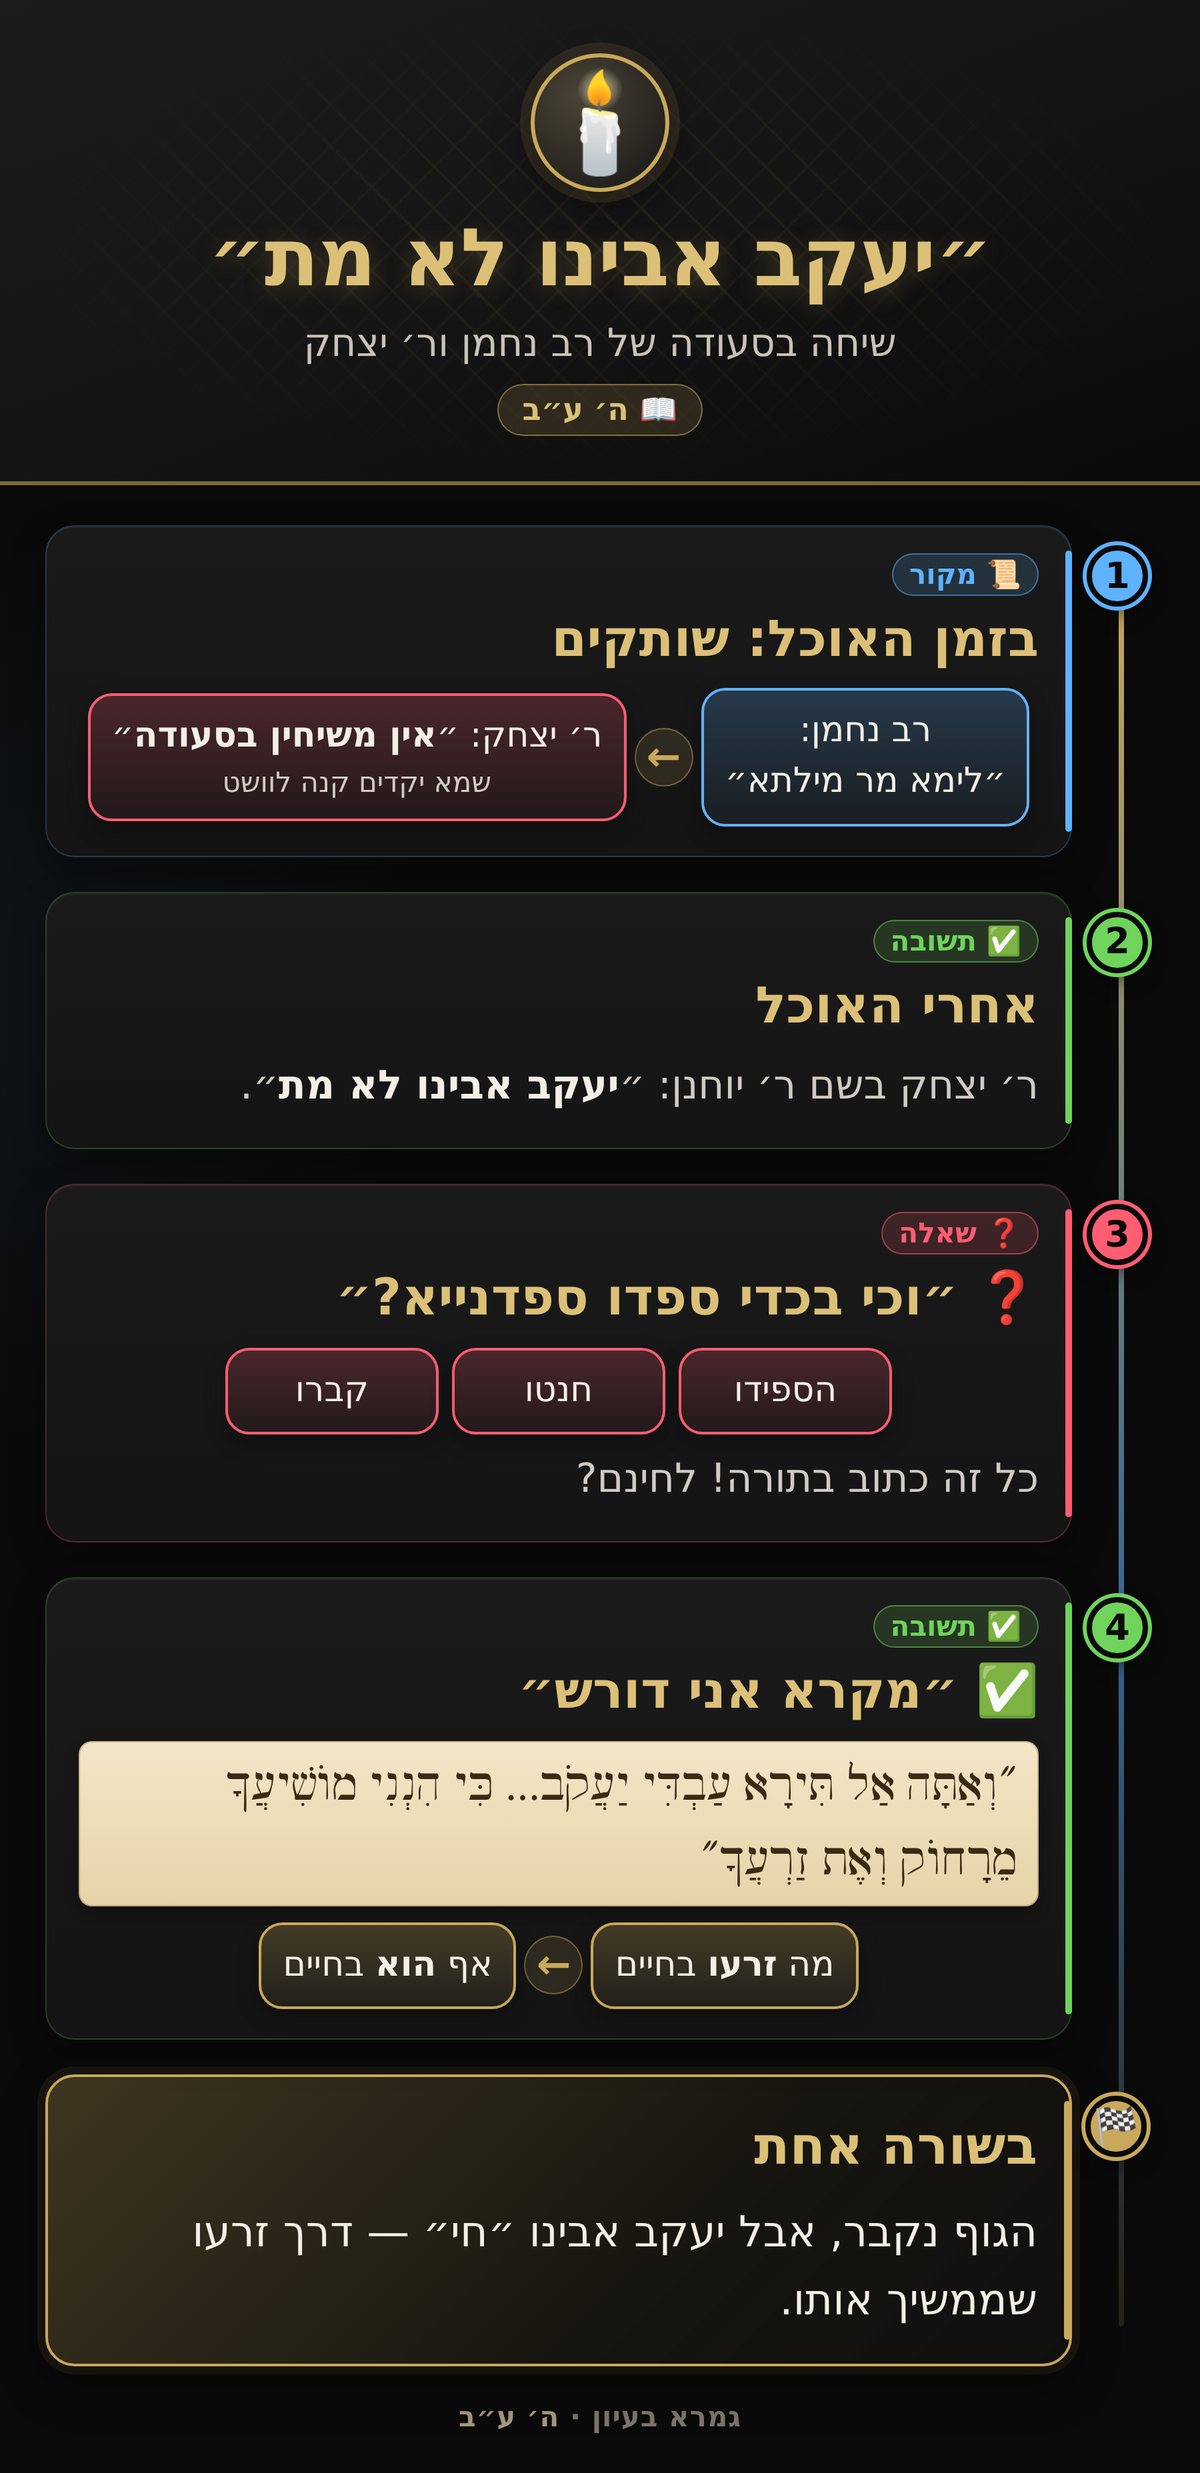 ״יעקב אבינו לא מת״
שיחה בסעודה של רב נחמן ור׳ יצחק
📖 ה׳ ע״ב
1
📜 מקור
בזמן האוכל: שותקים
רב נחמן:
״לימא מר מילתא״
←
ר׳ יצחק: ״אין משיחין בסעודה״
שמא יקדים קנה לוושט
2
✅ תשובה
אחרי האוכל
ר׳ יצחק בשם ר׳ יוחנן: ״יעקב אבינו לא מת״.
3
❓ שאלה
❓ ״וכי בכדי ספדו ספדנייא?״
הספידו
חנטו
קברו
כל זה כתוב בתורה! לחינם?
4
✅ תשובה
✅ ״מקרא אני דורש״
״וְאַתָּה אַל תִּירָא עַבְדִּי יַעֲקֹב... כִּי הִנְנִי מוֹשִׁיעֲךָ
מֵרָחוֹק וְאֶת זַרְעֲךָ״
מה זרעו בחיים
←
אף הוא בחיים
בשורה אחת
הגוף נקבר, אבל יעקב אבינו ״חי״ — דרך זרעו
שממשיך אותו.
גמרא בעיון · ה׳ ע״ב